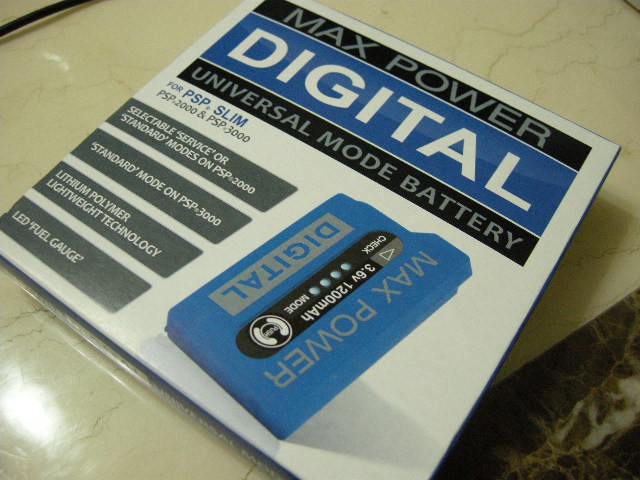 MAX POWER
DIGITAL
UNIVERSAL MODE BATTERY
FOR PSP® SLIM
PSP-2000 & PSP-3000
SELECTABLE 'SERVICE' OR
'STANDARD' MODES ON PSP-2000
'STANDARD' MODE ON PSP-3000
LITHIUM POLYMER
LIGHTWEIGHT TECHNOLOGY
LED 'FUEL GAUGE'
DIGITAL
CHECK
3.6v 1200mAh
MODE
MAX POWER